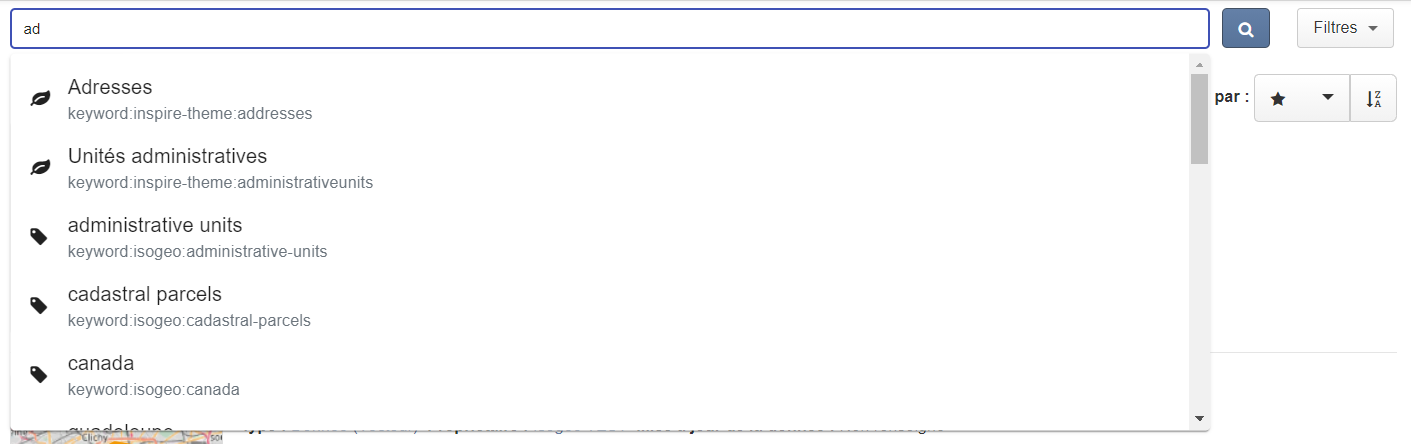 ad
Filtres
par :
Z
A
Adresses
keyword:inspire-theme:addresses
Unités administratives
keyword:inspire-theme:administrativeunits
administrative units
keyword:isogeo:administrative-units
cadastral parcels
keyword:isogeo:cadastral-parcels
canada
keyword:isogeo:canada
Clichy